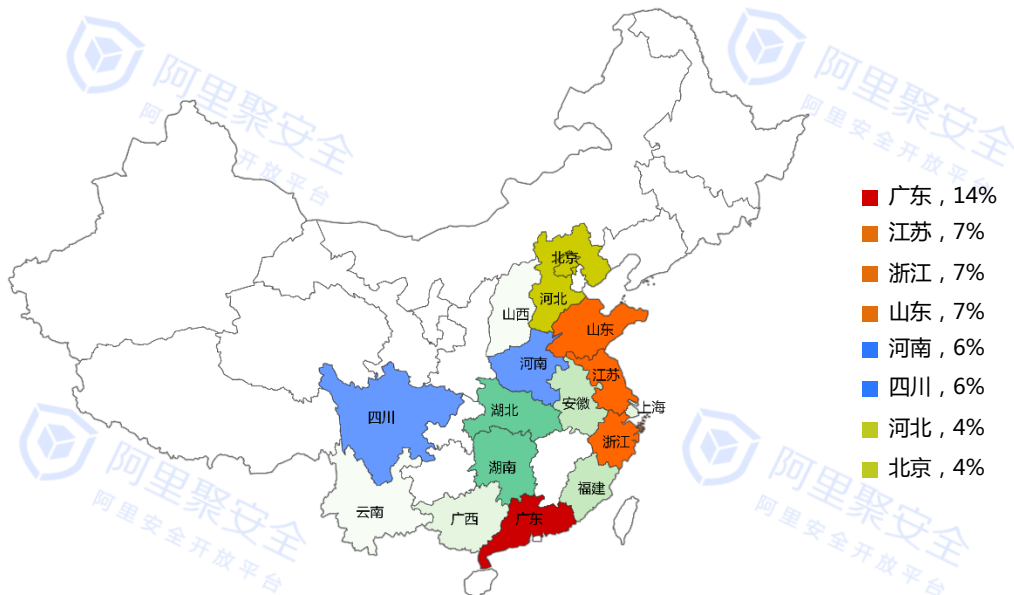 阿里聚安全
阿里安全开放平台
阿里聚安全
阿里安全开放平台
广东，14%
江苏，7%
浙江，7%
山东，7%
河南，6%
四川，6%
河北，4%
北京，4%
北京
河北
山西
山东
河南
江苏
安徽
上海
湖北
四川
浙江
湖南
福建
云南
广西
广东
阿里聚安全
阿里安全开放平台
阿里聚安全
阿里安全开放平台